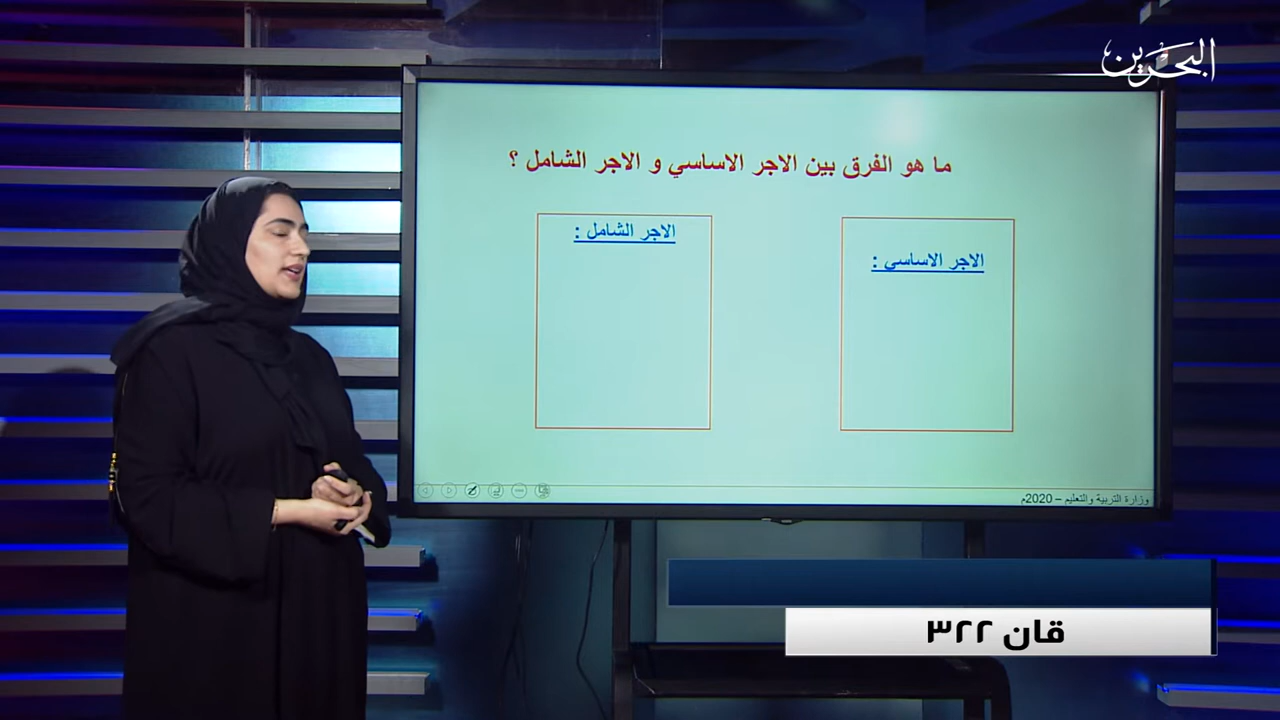 البحرين
ما هو الفرق بين الاجر الاساسي و الاجر الشامل ؟
الاجر الاساسي :
الاجر الشامل :
وزارة التربية والتعليم – 2020م
قان ٣٢٢